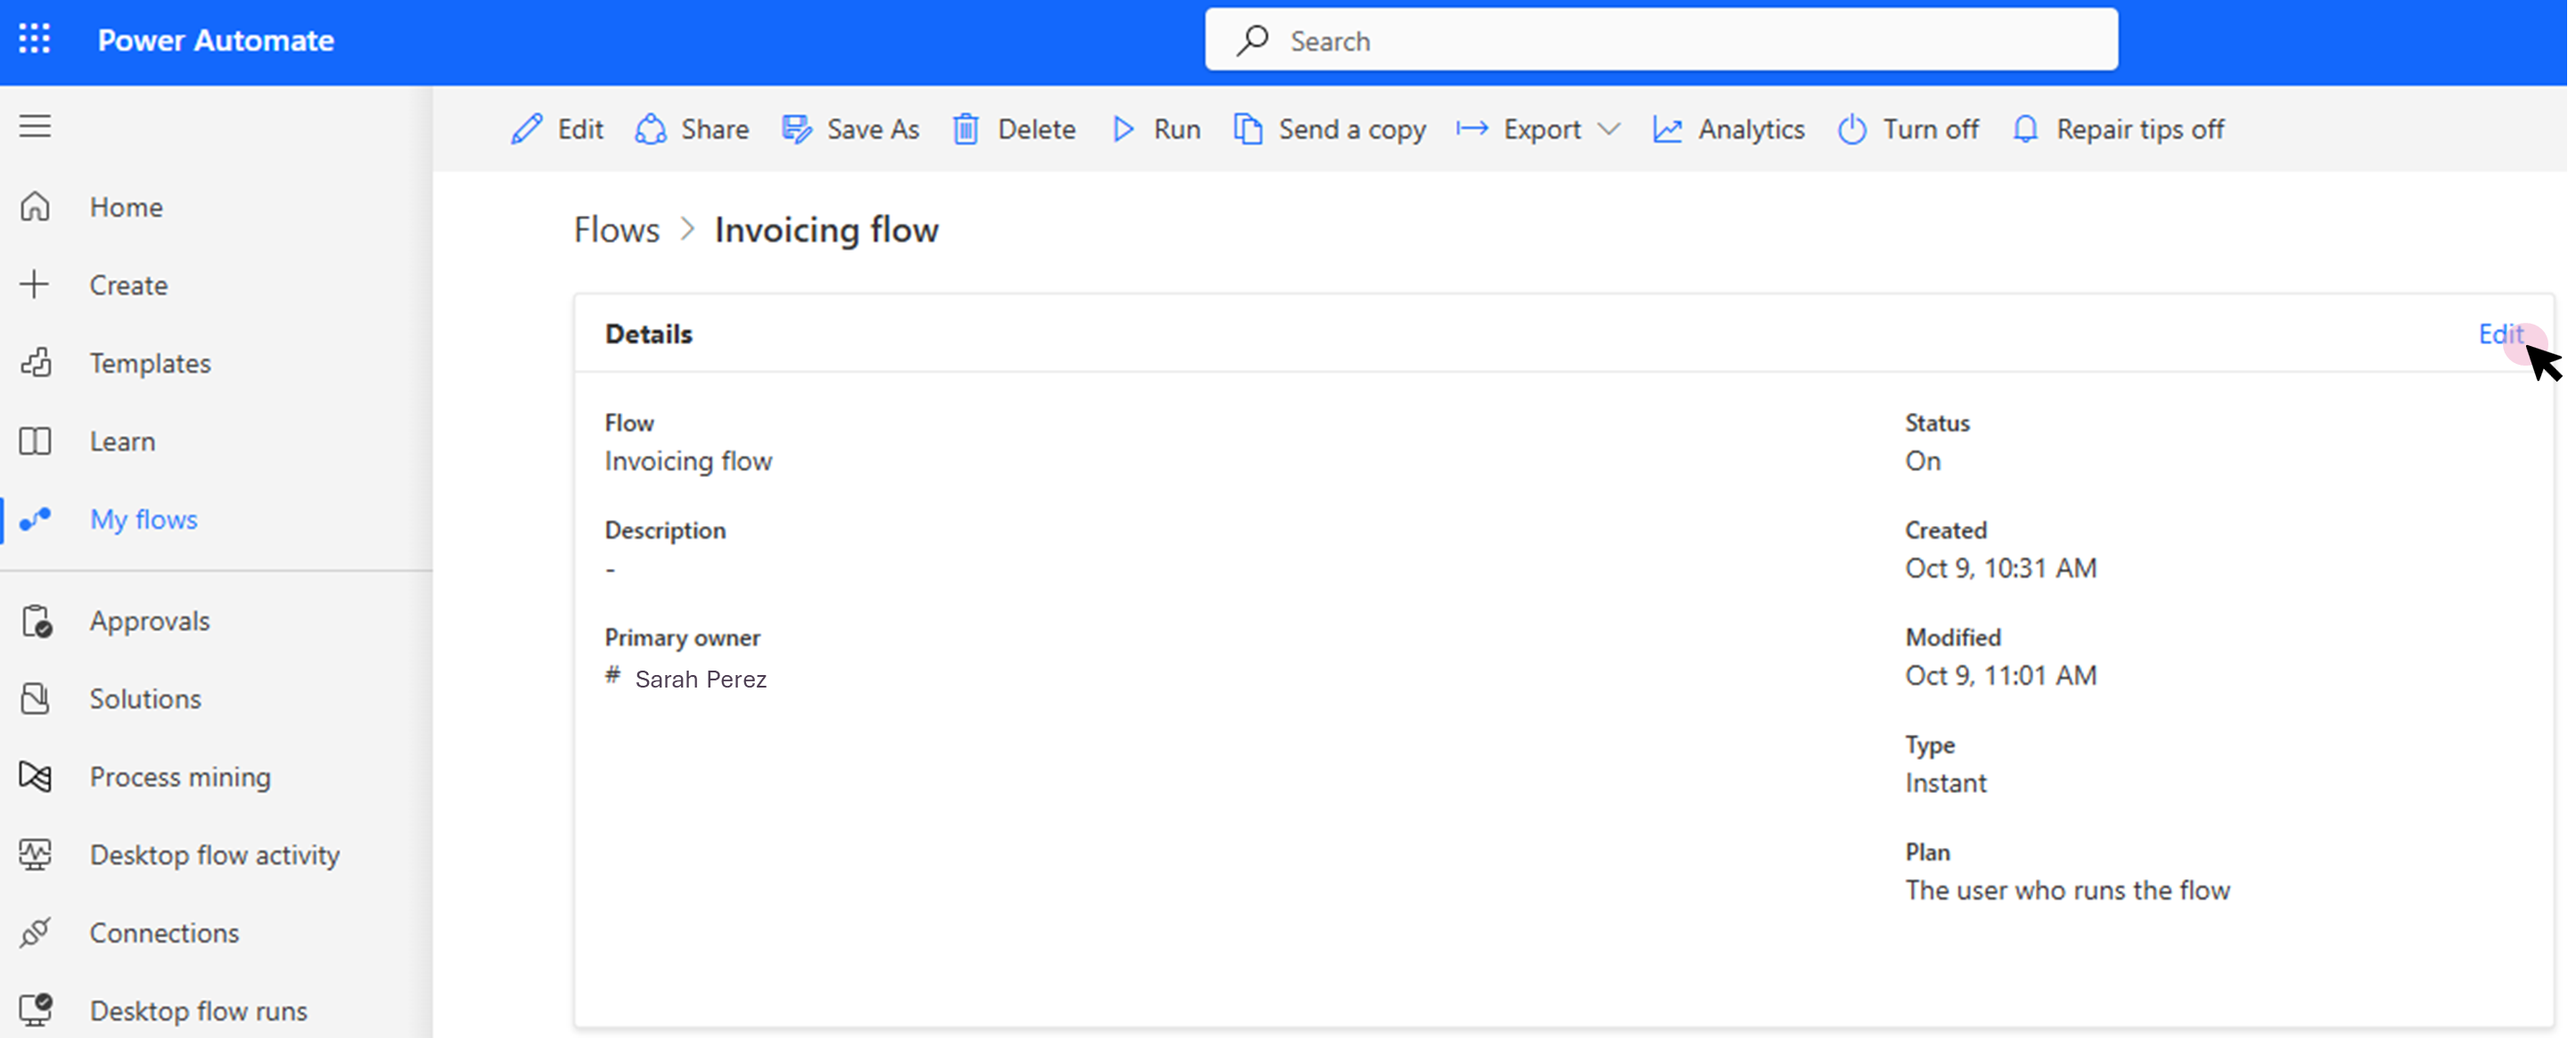 Power Automate
Search
Edit Share Save As Delete Run Send a copy Export Analytics Turn off Repair tips off
Home
Create
Templates
Learn
My flows
Approvals
Solutions
Process mining
Desktop flow activity
Connections
Desktop flow runs
Flows > Invoicing flow
Details
Edit
Flow
Invoicing flow
Description
-
Primary owner
# Sarah Perez
Status
On
Created
Oct 9, 10:31 AM
Modified
Oct 9, 11:01 AM
Type
Instant
Plan
The user who runs the flow